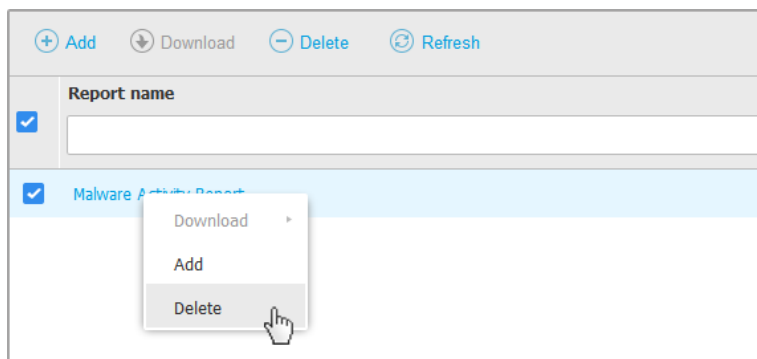 Add Download Delete Refresh
Report name
Malware Activity Report
Download
Add
Delete